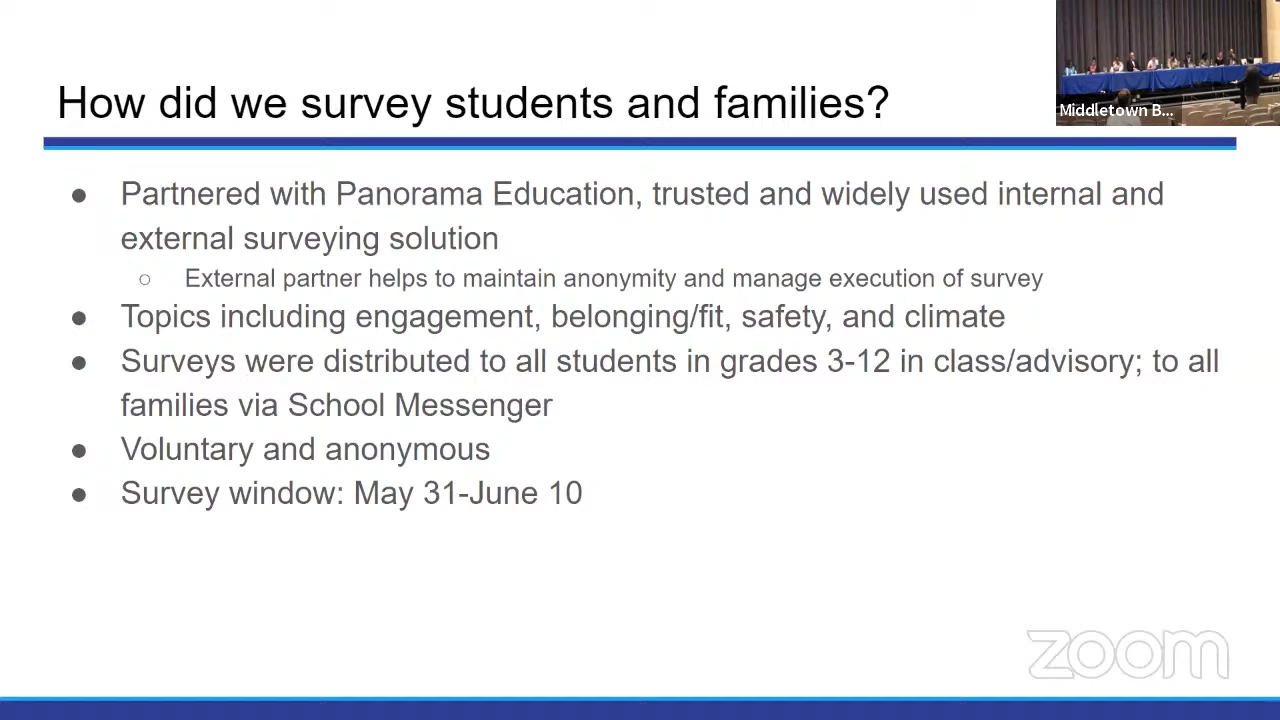 Middletown B...
How did we survey students and families?
● Partnered with Panorama Education, trusted and widely used internal and
external surveying solution
○ External partner helps to maintain anonymity and manage execution of survey
● Topics including engagement, belonging/fit, safety, and climate
● Surveys were distributed to all students in grades 3-12 in class/advisory; to all
families via School Messenger
● Voluntary and anonymous
● Survey window: May 31-June 10
zoom